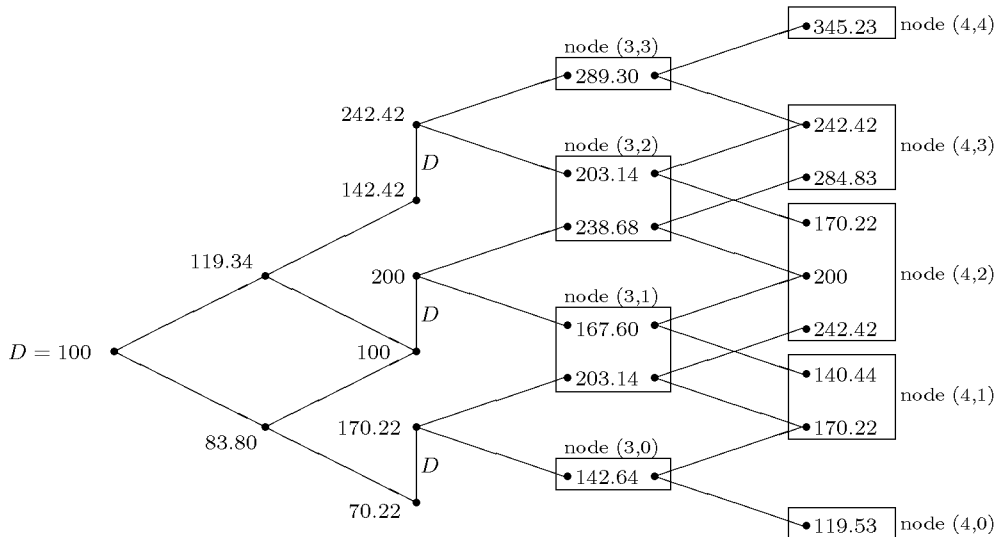 D = 100
119.34
83.80
242.42
D
142.42
200
D
100
170.22
D
70.22
node (3,3)
289.30
node (3,2)
203.14
238.68
node (3,1)
167.60
203.14
node (3,0)
142.64
345.23 node (4,4)
242.42
node (4,3)
284.83
170.22
200 node (4,2)
242.42
140.44
node (4,1)
170.22
119.53 node (4,0)